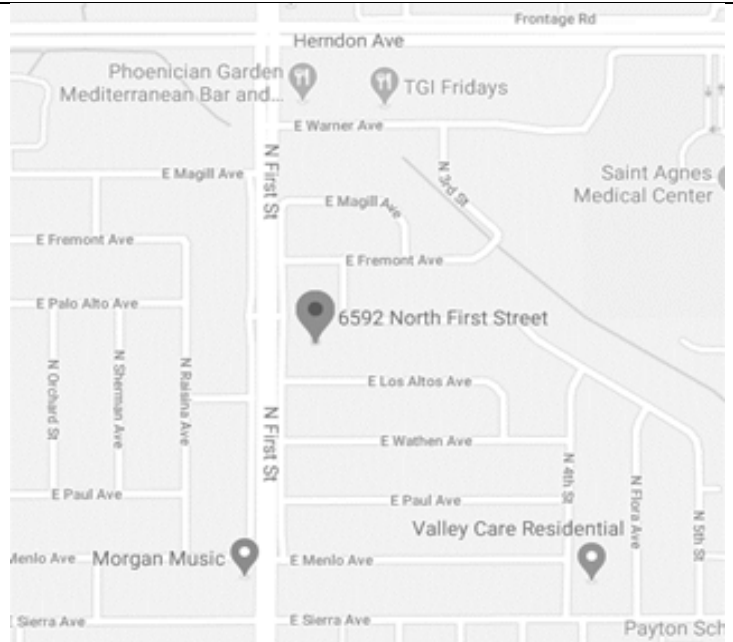 Frontage Rd
Herndon Ave
Phoenician Garden
Mediterranean Bar and...
TGI Fridays
E Warner Ave
N First St
E Magill Ave
N 3rd St
Saint Agnes
Medical Center
E Magill Ave
E Fremont Ave
E Fremont Ave
E Palo Alto Ave
6592 North First Street
N Orchard St
N Sherman Ave
N Raisina Ave
E Los Altos Ave
N First St
E Wathen Ave
N 4th St
N Flora Ave
N 5th St
E Paul Ave
E Paul Ave
Valley Care Residential
Menlo Ave
Morgan Music
E Menlo Ave
E Sierra Ave
E Sierra Ave
Payton Sch